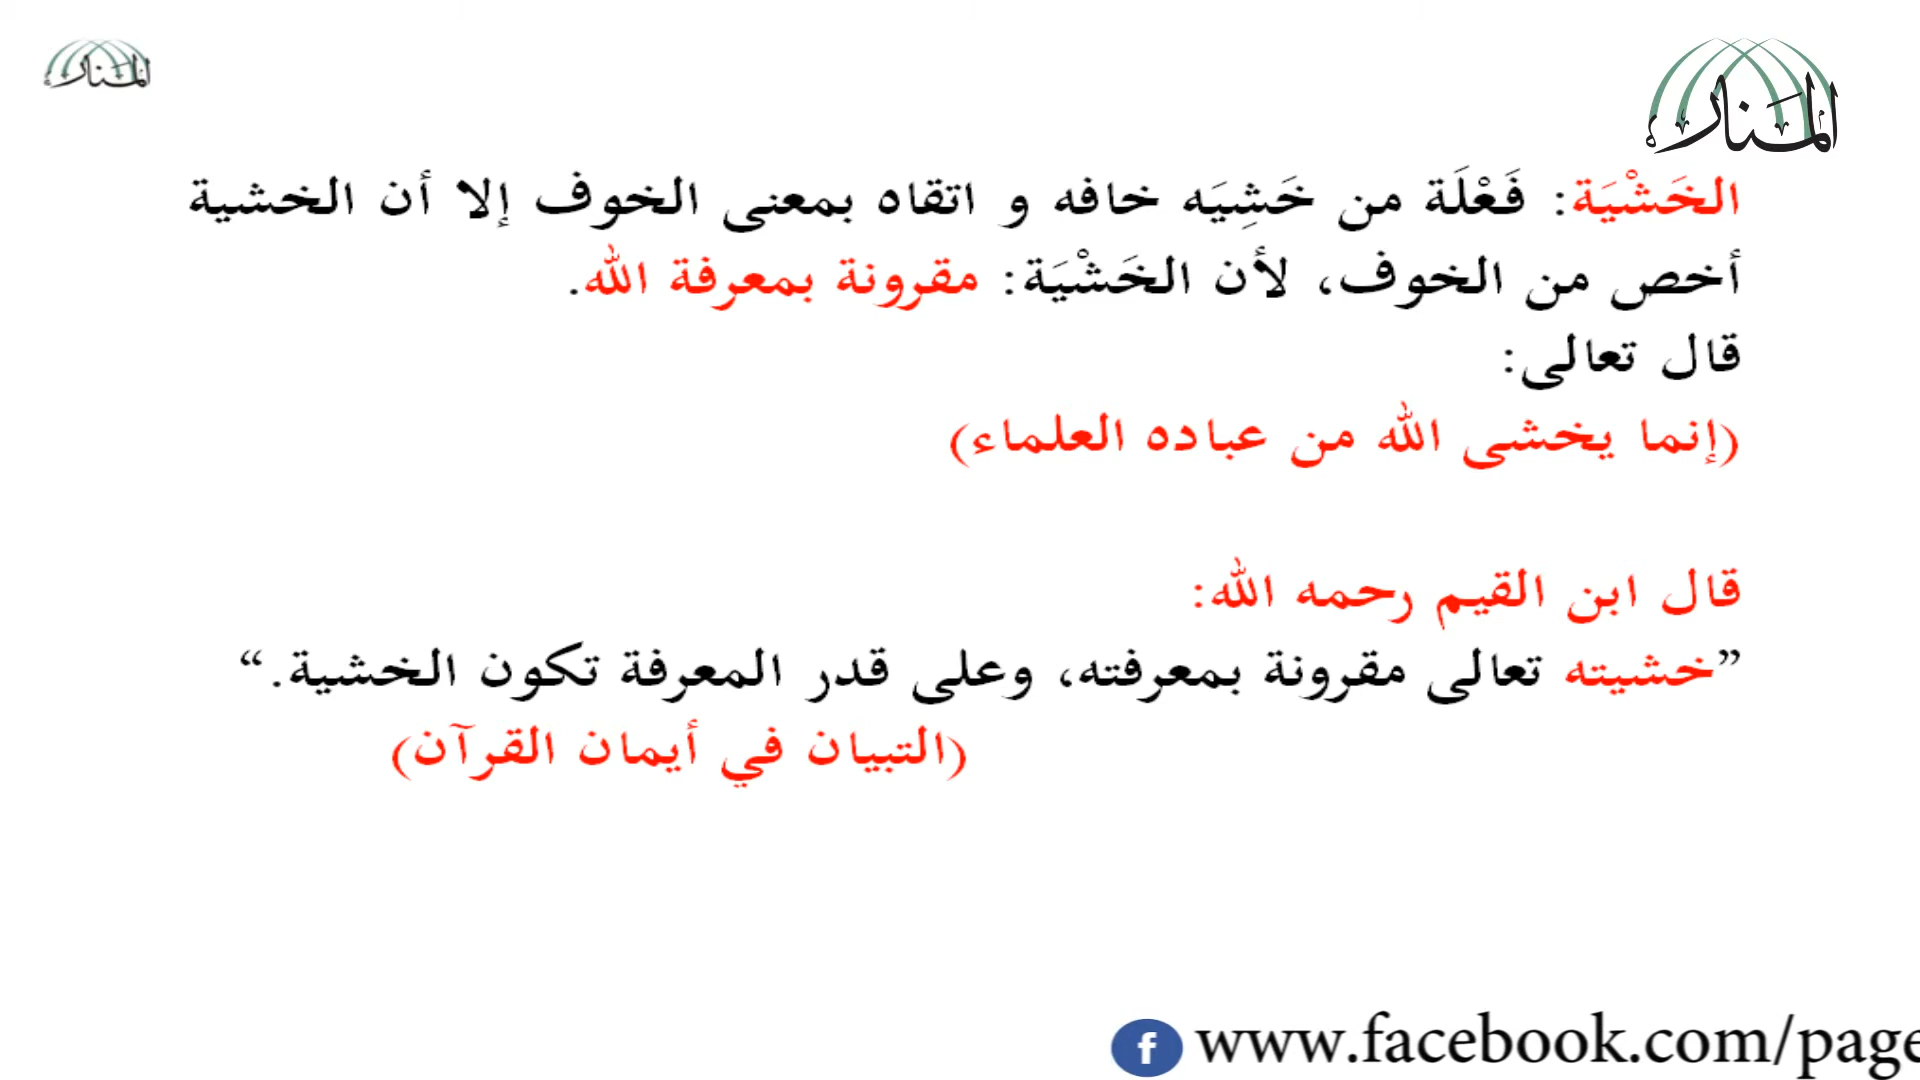 المنارة
المنارة
الخَشْيَة: فَعْلَة من خَشِيَه خافه و اتقاه بمعنى الخوف إلا أن الخشية
أخص من الخوف، لأن الخَشْيَة: مقرونة بمعرفة الله.
قال تعالى:
(إنما يخشى الله من عباده العلماء)
قال ابن القيم رحمه الله:
”خشيته تعالى مقرونة بمعرفته، وعلى قدر المعرفة تكون الخشية.“
(التبيان في أيمان القرآن)
www.facebook.com/page